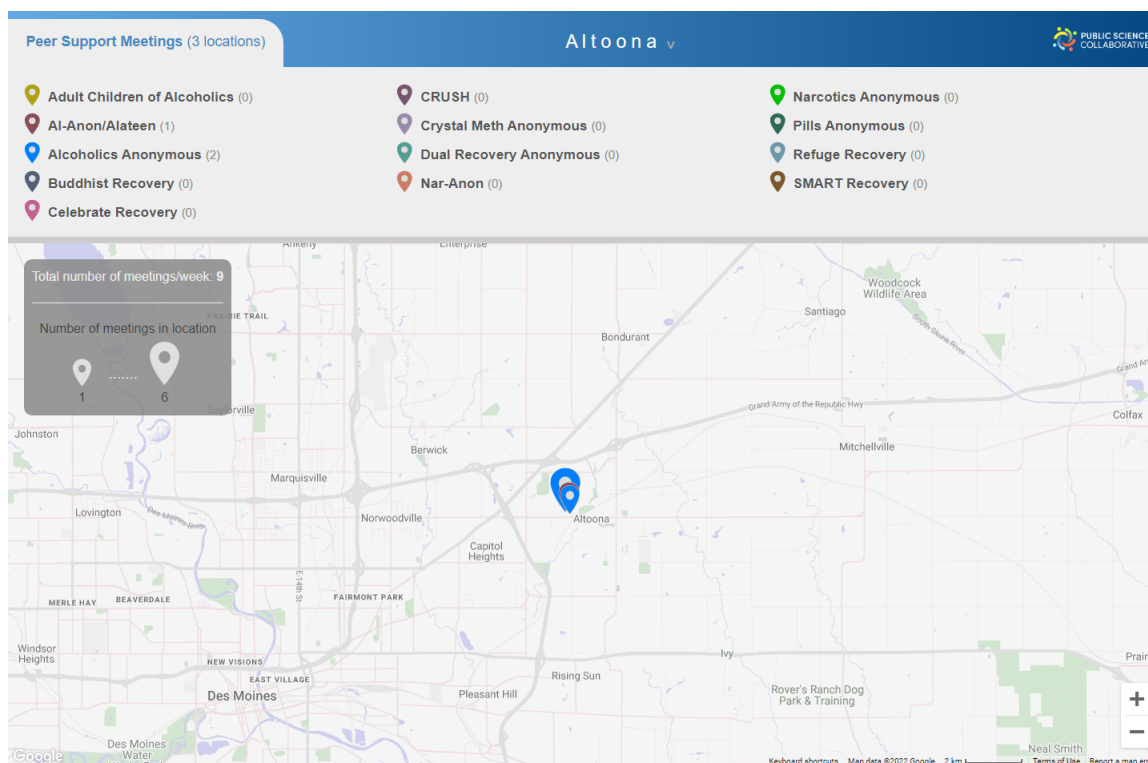 Peer Support Meetings (3 locations)
Altoona v
PUBLIC SCIENCE
COLLABORATIVE
Adult Children of Alcoholics (0)
Al-Anon/Alateen (1)
Alcoholics Anonymous (2)
Buddhist Recovery (0)
Celebrate Recovery (0)
CRUSH (0)
Crystal Meth Anonymous (0)
Dual Recovery Anonymous (0)
Nar-Anon (0)
Narcotics Anonymous (0)
Pills Anonymous (0)
Refuge Recovery (0)
SMART Recovery (0)
Total number of meetings/week: 9
Number of meetings in location
1
6
Ankeny
Enterprise
PRAIRIE TRAIL
Woodcock
Wildlife Area
Santiago
South Skunk River
Bondurant
Grand Army of the Republic Hwy
Colfax
Saylorville
Johnston
Berwick
Mitchellville
Marquisville
Lovington
Des Moines River
Norwoodville
Altoona
Capitol
Heights
E 14th St
MERLE HAY
BEAVERDALE
FAIRMONT PARK
Windsor
Heights
NEW VISIONS
EAST VILLAGE
Des Moines
Pleasant Hill
Rising Sun
Ivy
Prair
Rover's Ranch Dog
Park & Training
Des Moines
Water
Neal Smith
+
−
Google
Keyboard shortcuts
Map data ©2022 Google
2 km
Terms of Use
Report a map er